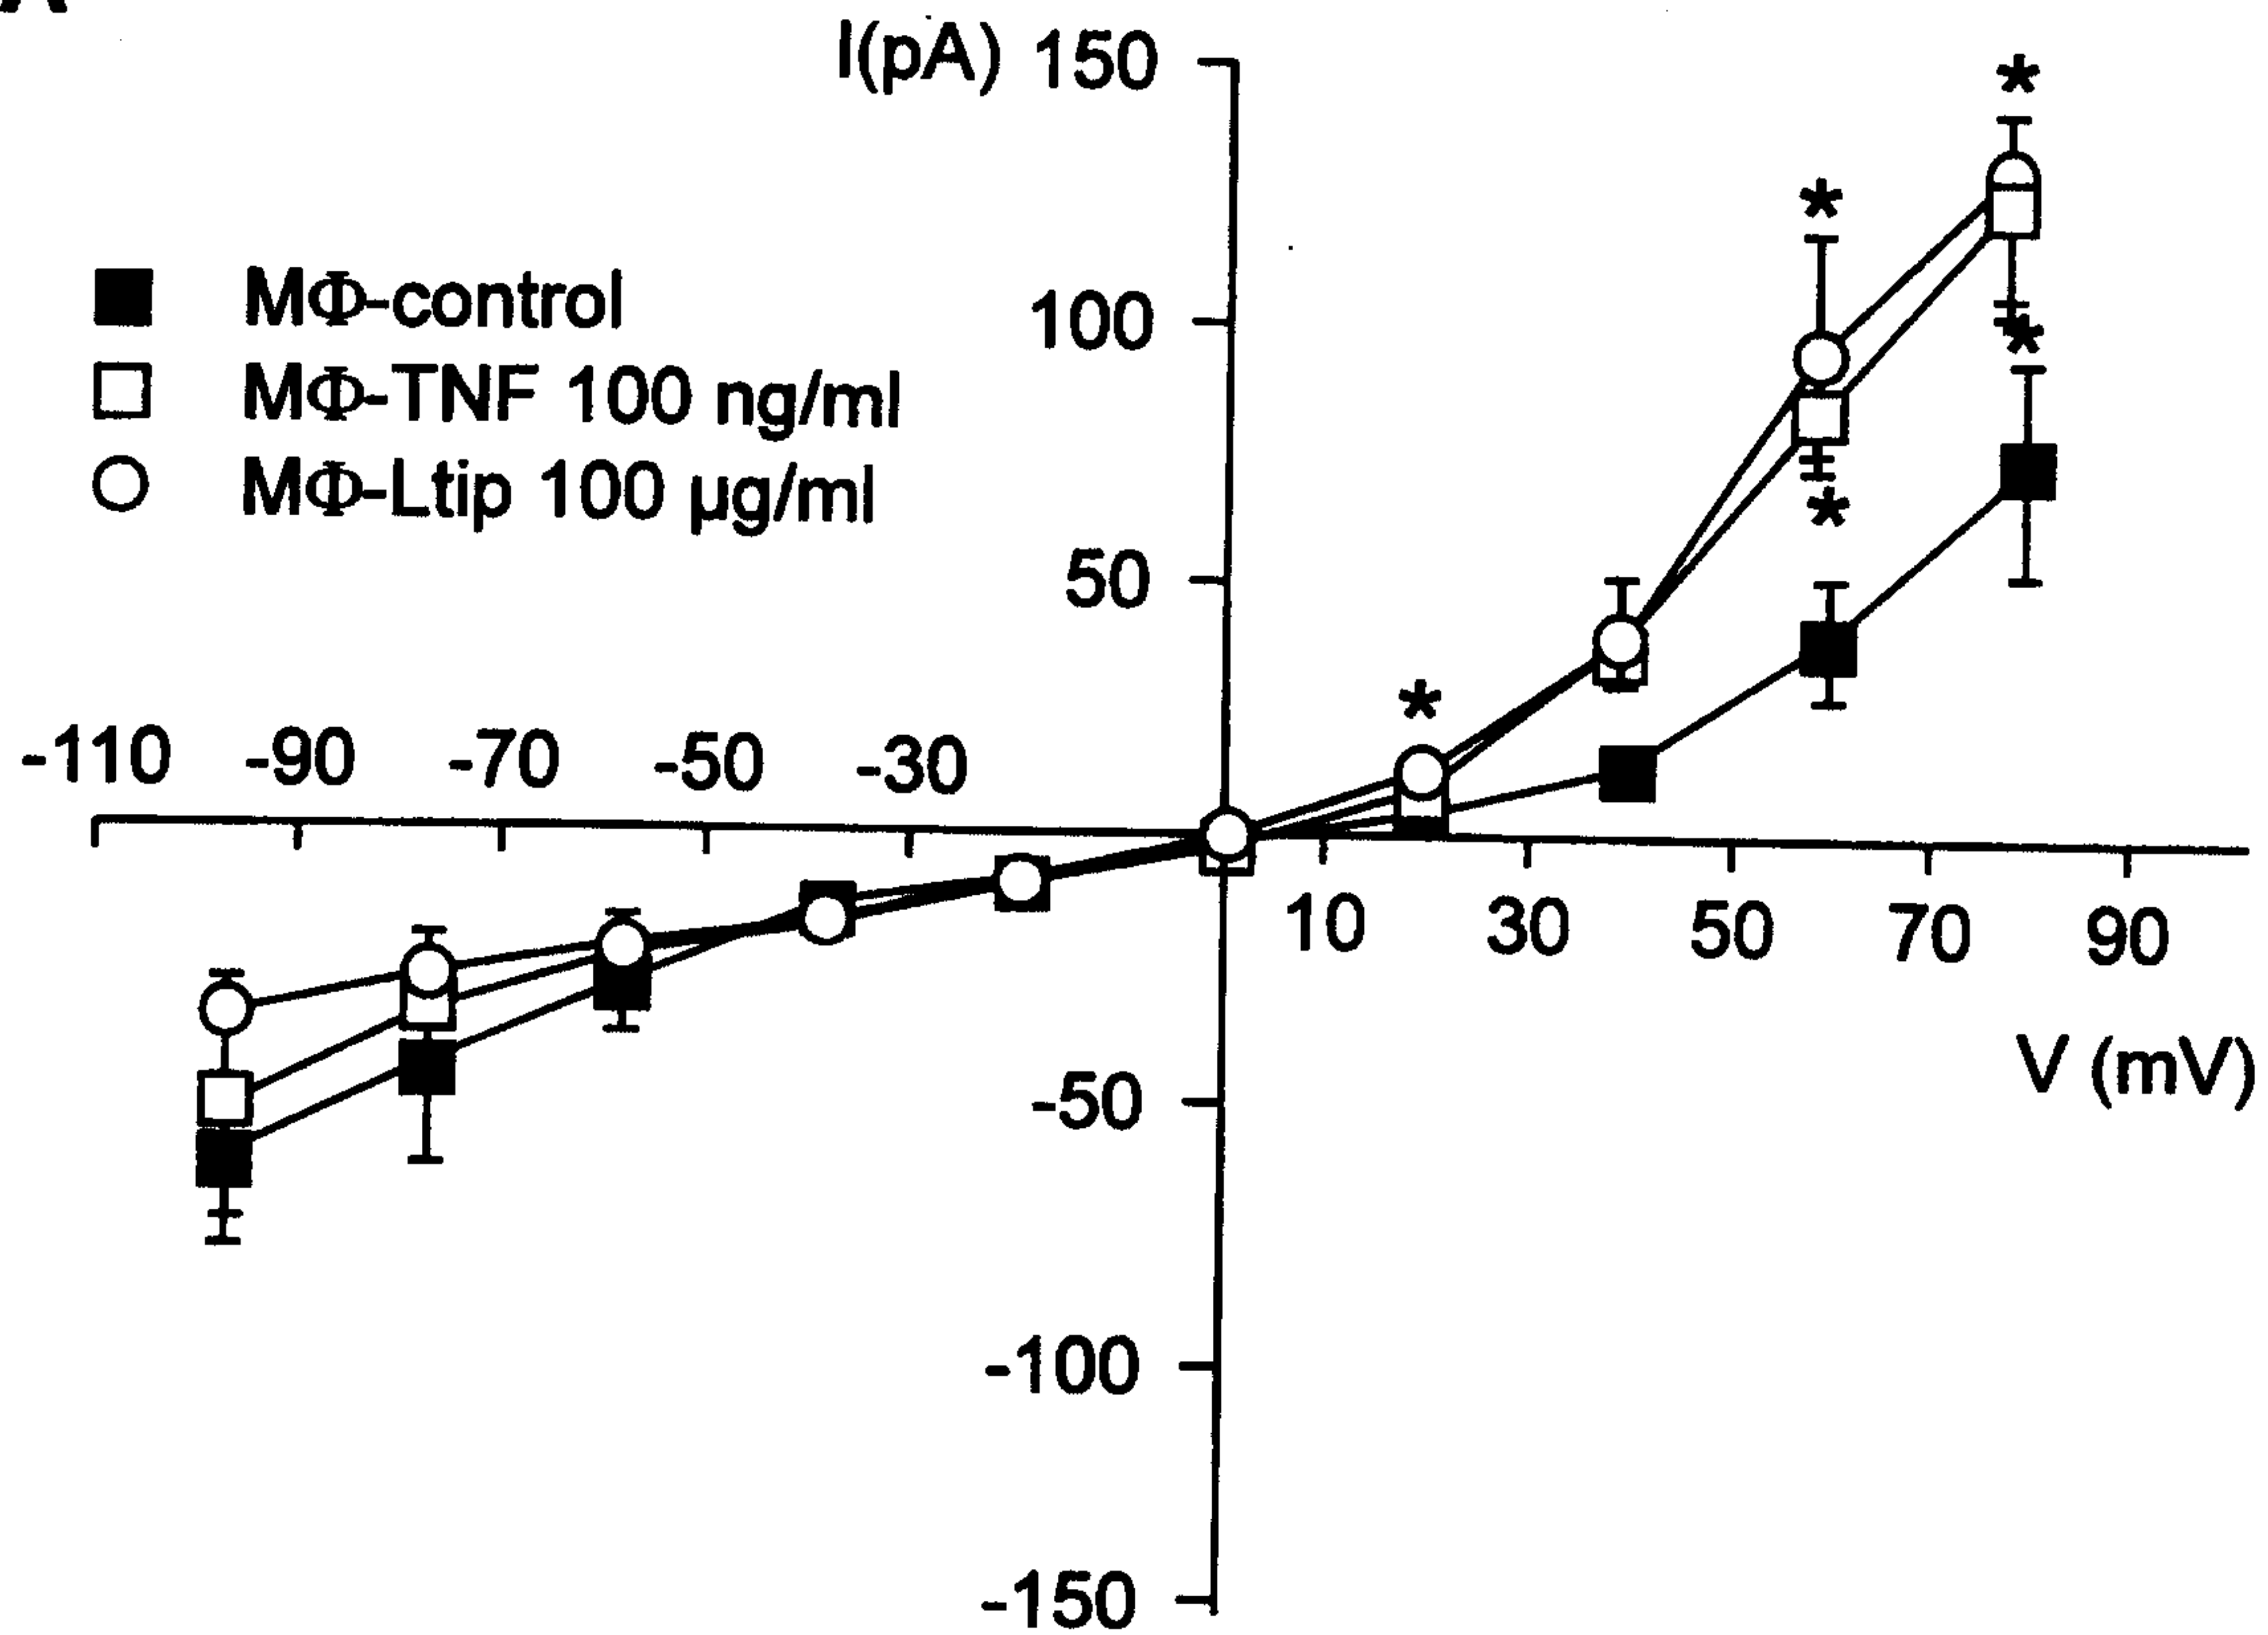 I(pA) 150
*
*
MΦ-control
100
‡
*
MΦ-TNF 100 ng/ml
MΦ-Ltip 100 µg/ml
‡
*
50
*
-110 -90 -70 -50 -30
10 30 50 70 90
V (mV)
-50
-100
-150